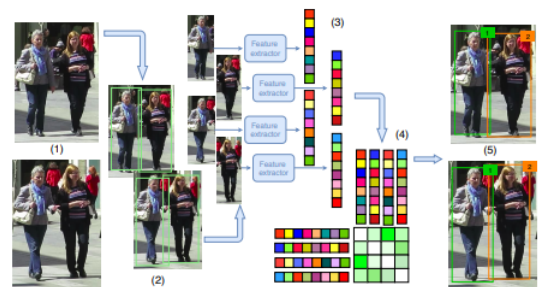 (1)
(2)
Feature
extractor
Feature
extractor
Feature
extractor
Feature
extractor
(3)
(4)
1
2
(5)
1
2